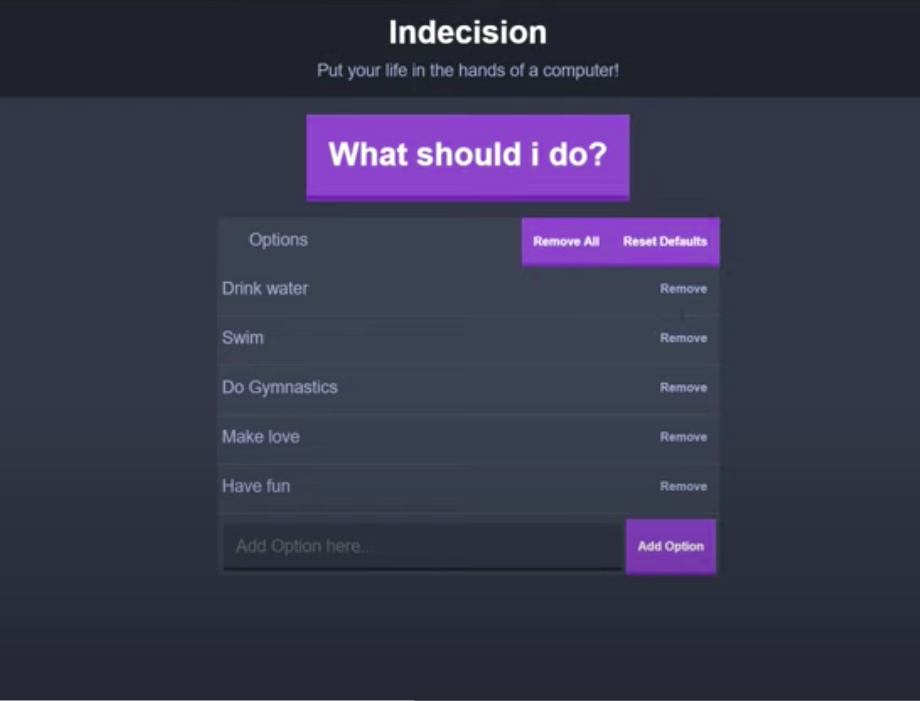 Indecision
Put your life in the hands of a computer!
What should i do?
Options Remove All Reset Defaults
Drink water Remove
Swim Remove
Do Gymnastics Remove
Make love Remove
Have fun Remove
Add Option here... Add Option